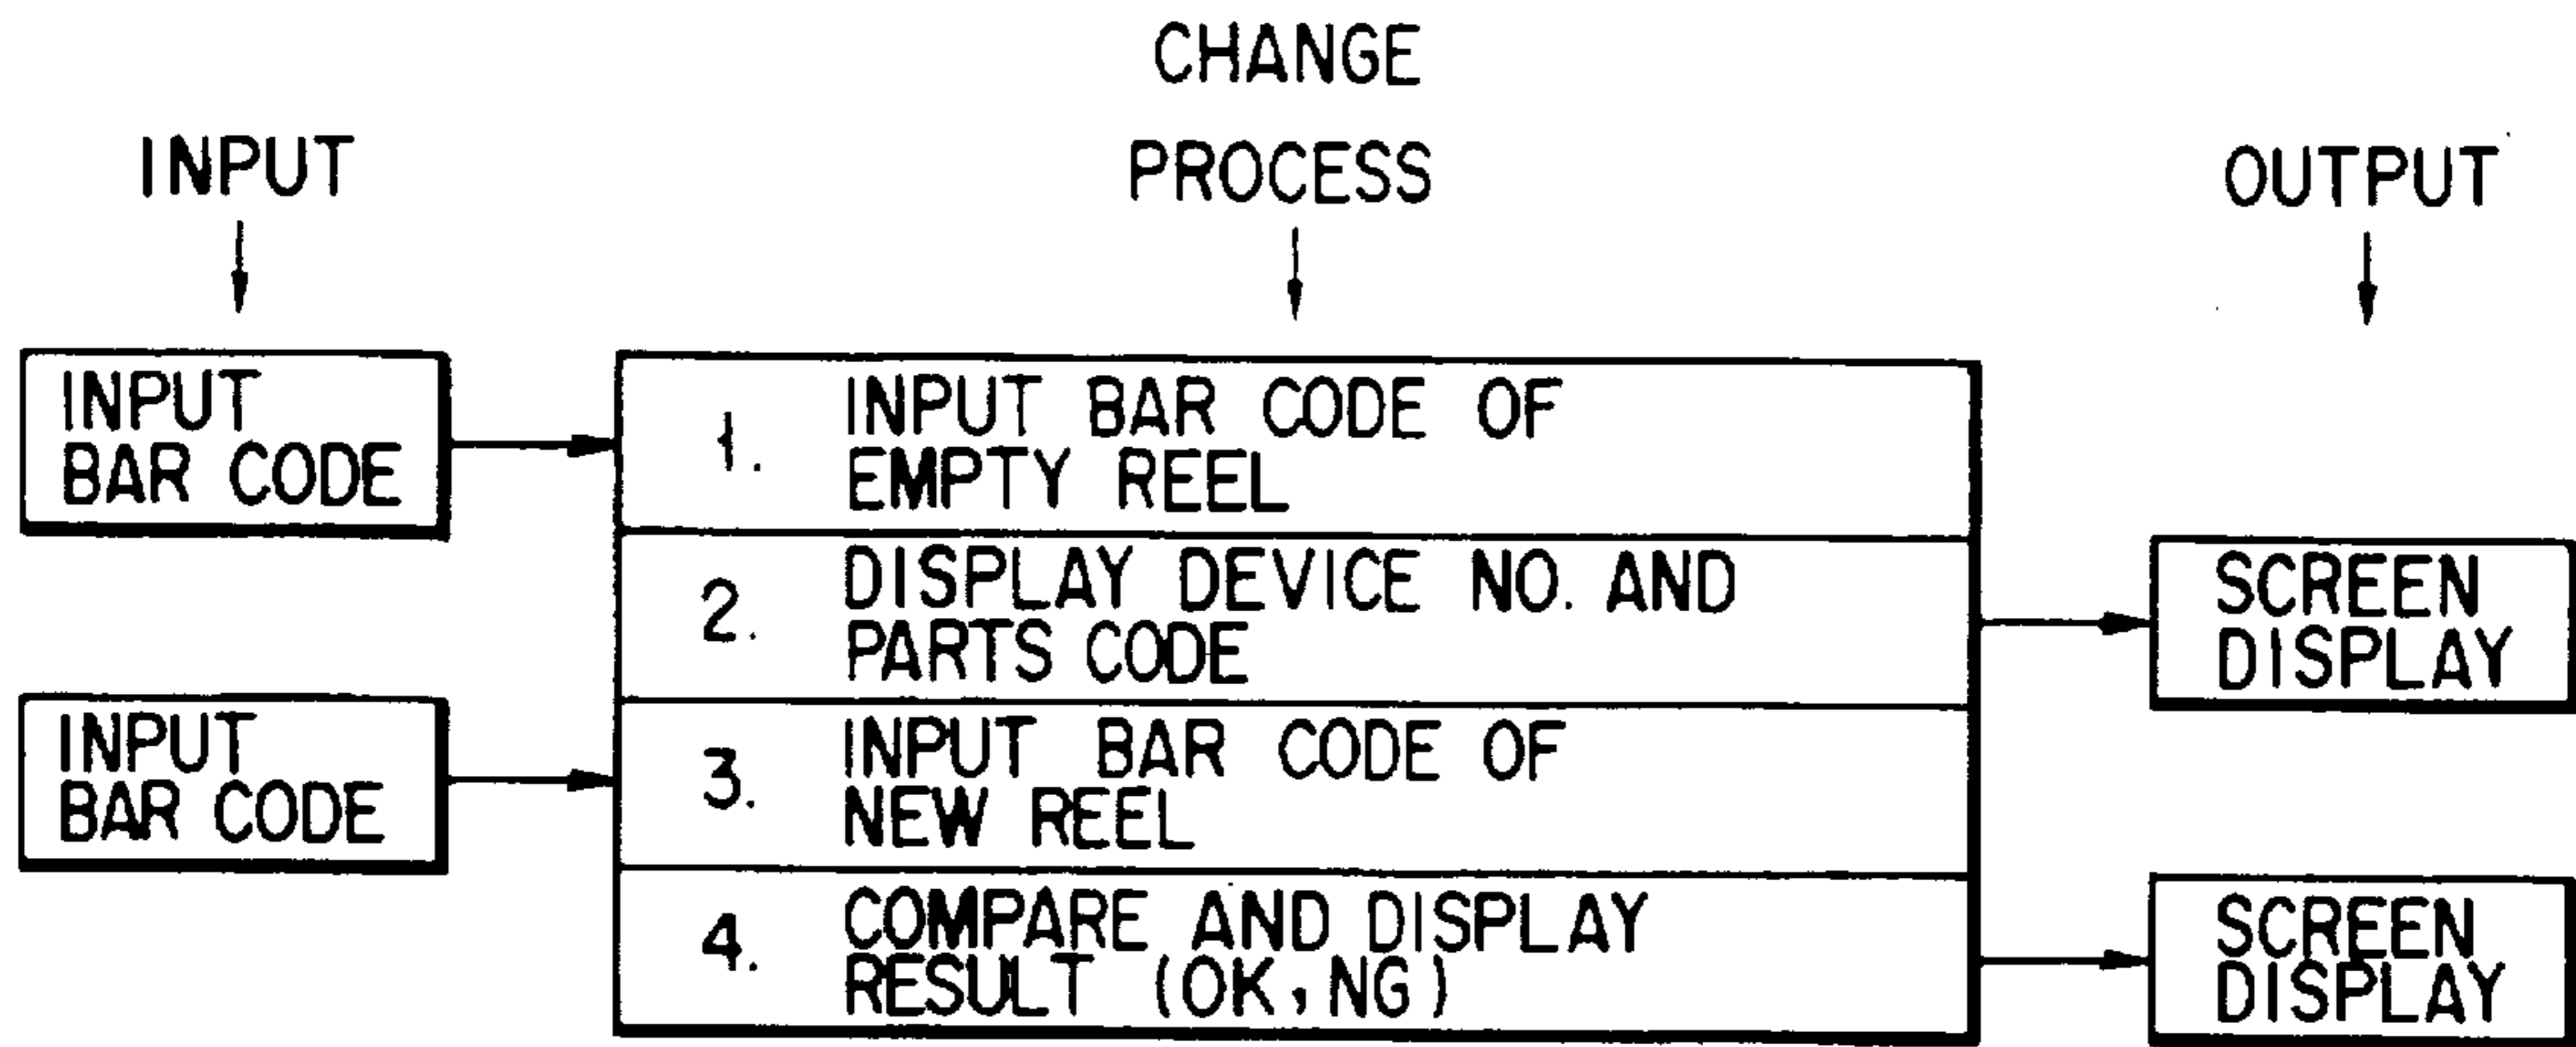 CHANGE
PROCESS
INPUT
OUTPUT
INPUT
BAR CODE
1. INPUT BAR CODE OF
EMPTY REEL
2. DISPLAY DEVICE NO. AND
PARTS CODE
SCREEN
DISPLAY
INPUT
BAR CODE
3. INPUT BAR CODE OF
NEW REEL
4. COMPARE AND DISPLAY
RESULT (OK, NG)
SCREEN
DISPLAY